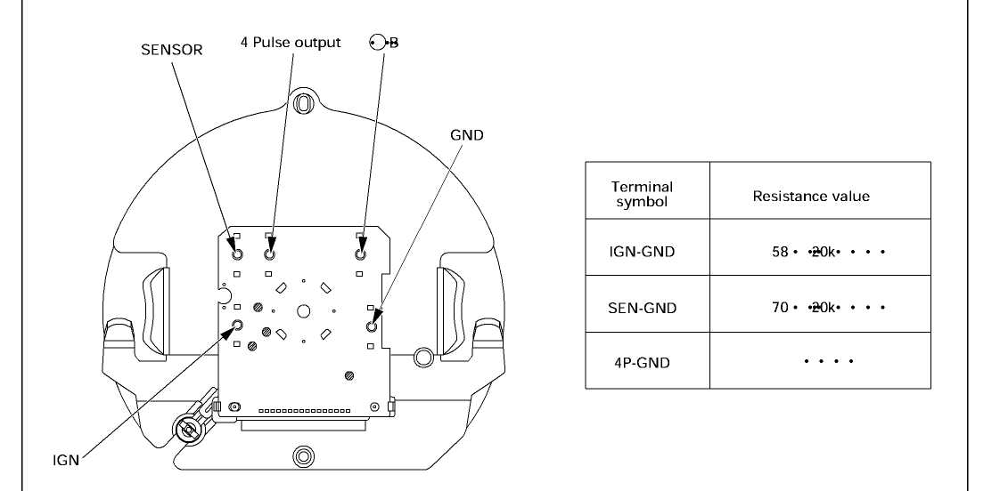 SENSOR
4 Pulse output
B
GND
IGN
Terminal symbol
Resistance value
IGN-GND
58 • 20k • • • •
SEN-GND
70 • 20k • • • •
4P-GND
• • • •